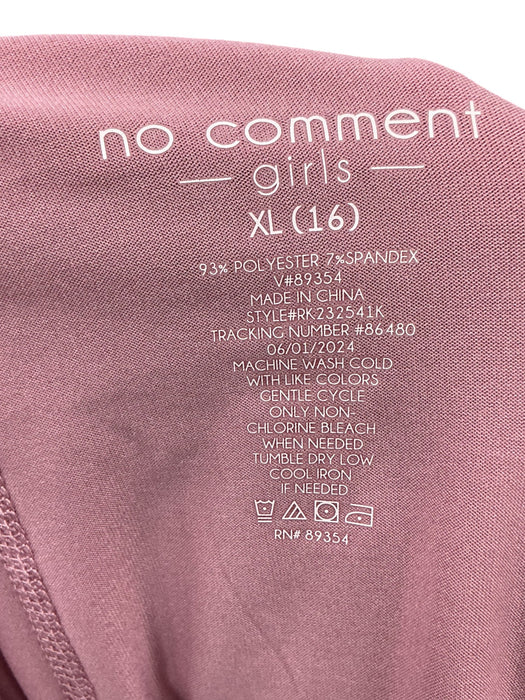 no comment
girls
XL (16)
93% POLYESTER 7%SPANDEX
V#89354
MADE IN CHINA
STYLE#RK232541K
TRACKING NUMBER #86480
06/01/2024
MACHINE WASH COLD
WITH LIKE COLORS
GENTLE CYCLE
ONLY NON-
CHLORINE BLEACH
WHEN NEEDED
TUMBLE DRY LOW
COOL IRON
IF NEEDED
RN# 89354